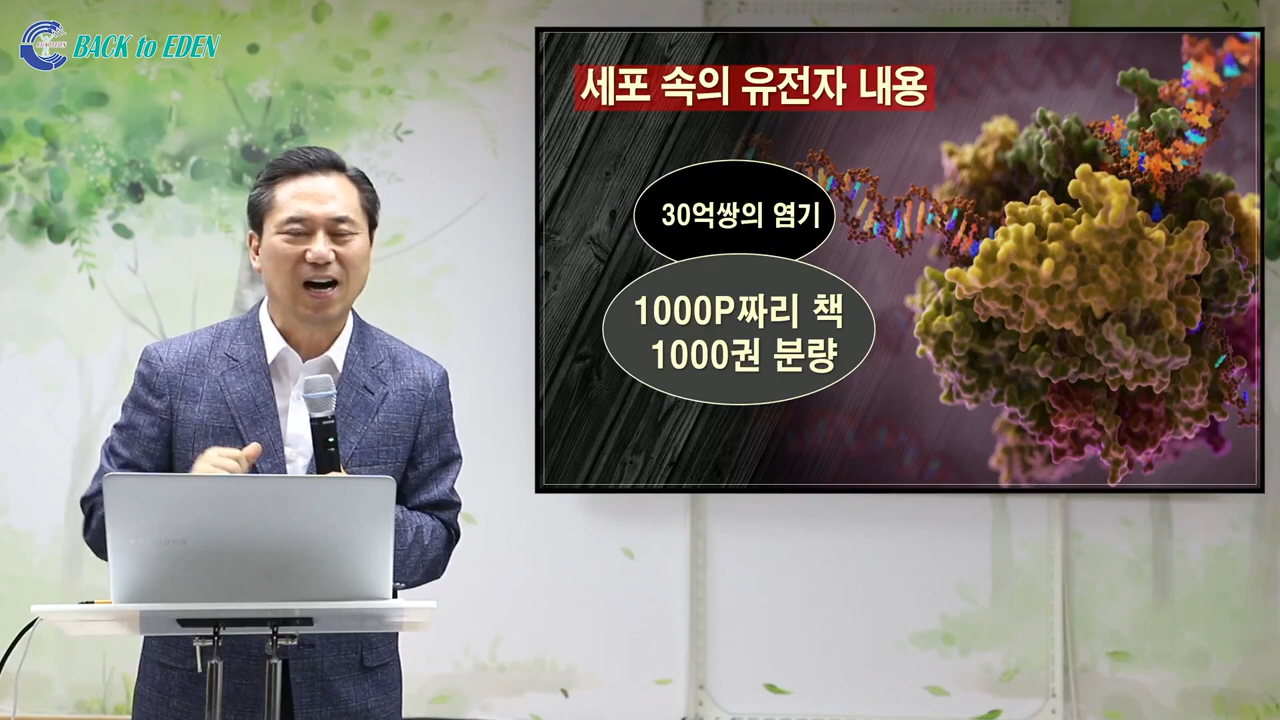 BACK to EDEN
세포 속의 유전자 내용
30억쌍의 염기
1000P짜리 책
1000권 분량